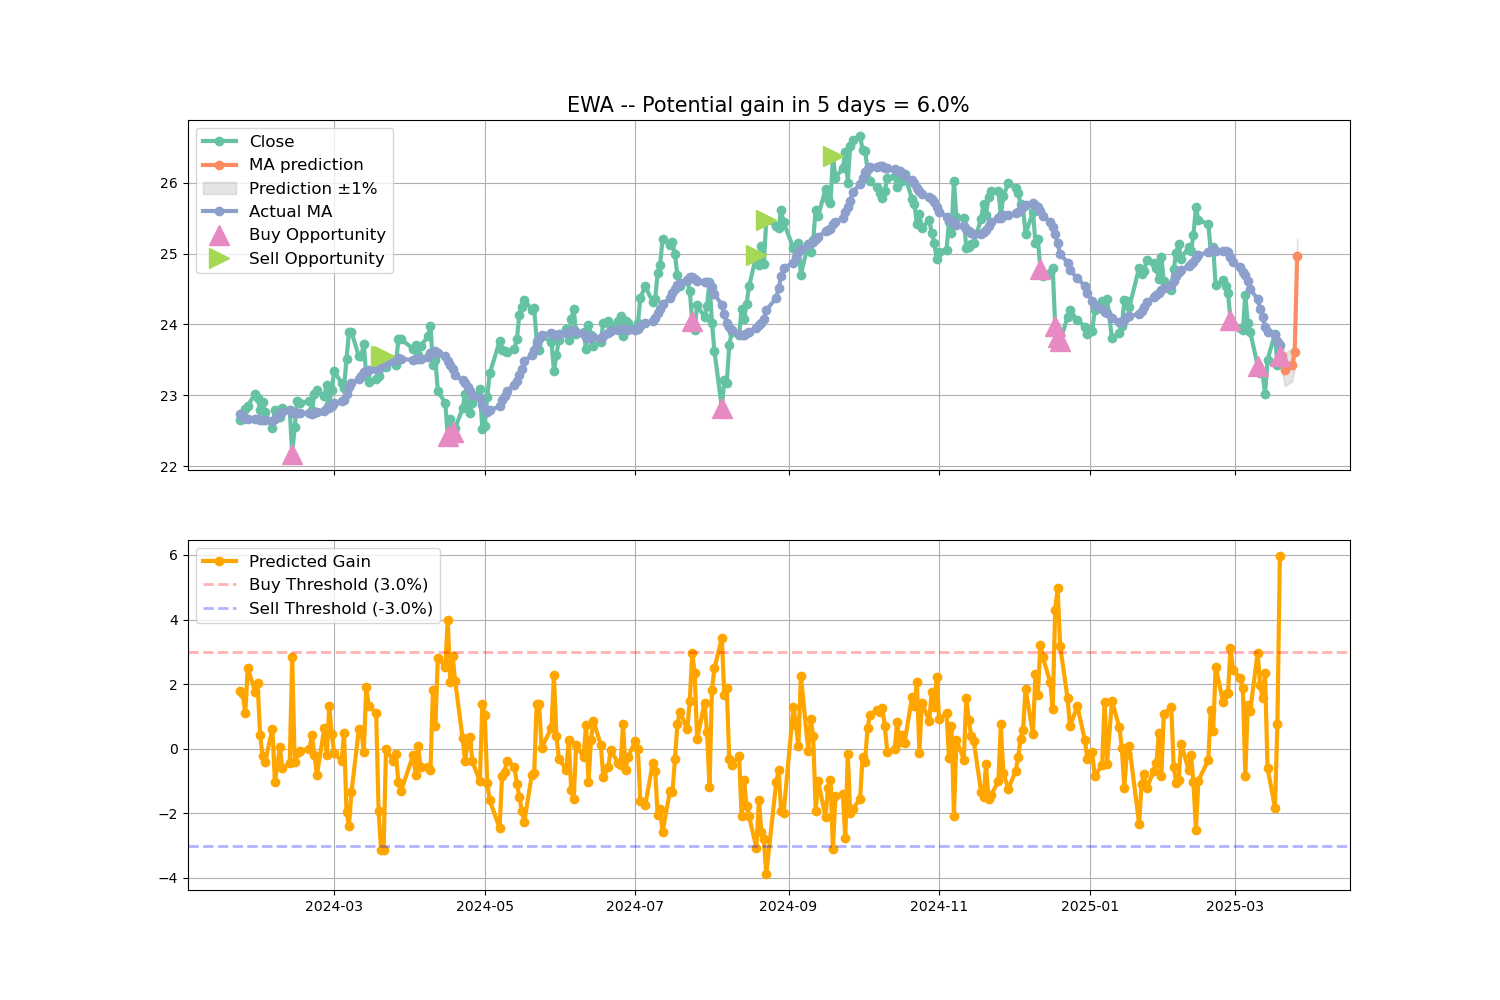 EWA -- Potential gain in 5 days = 6.0%
Close
MA prediction
Prediction ±1%
Actual MA
Buy Opportunity
Sell Opportunity
26
25
24
23
22
Predicted Gain
Buy Threshold (3.0%)
Sell Threshold (-3.0%)
6
4
2
0
−2
−4
2024-03
2024-05
2024-07
2024-09
2024-11
2025-01
2025-03